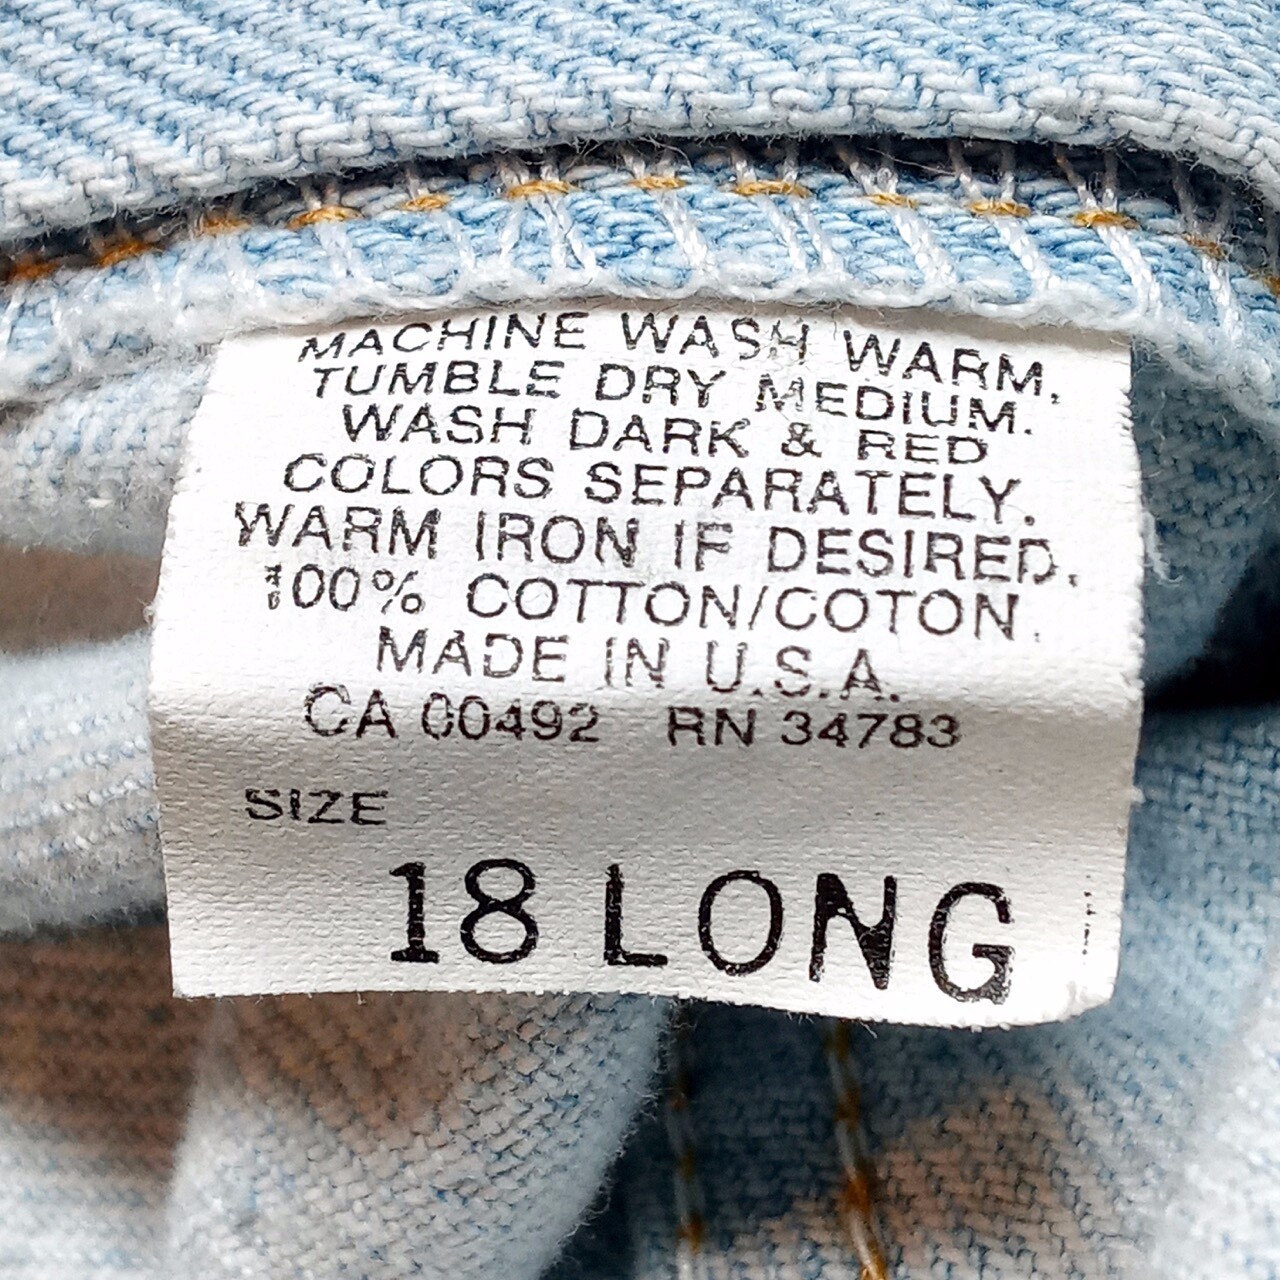 MACHINE WASH WARM.
TUMBLE DRY MEDIUM.
WASH DARK & RED
COLORS SEPARATELY.
WARM IRON IF DESIRED.
100% COTTON/COTON.
MADE IN U.S.A.
CA 00492 RN 34783
SIZE
18 LONG